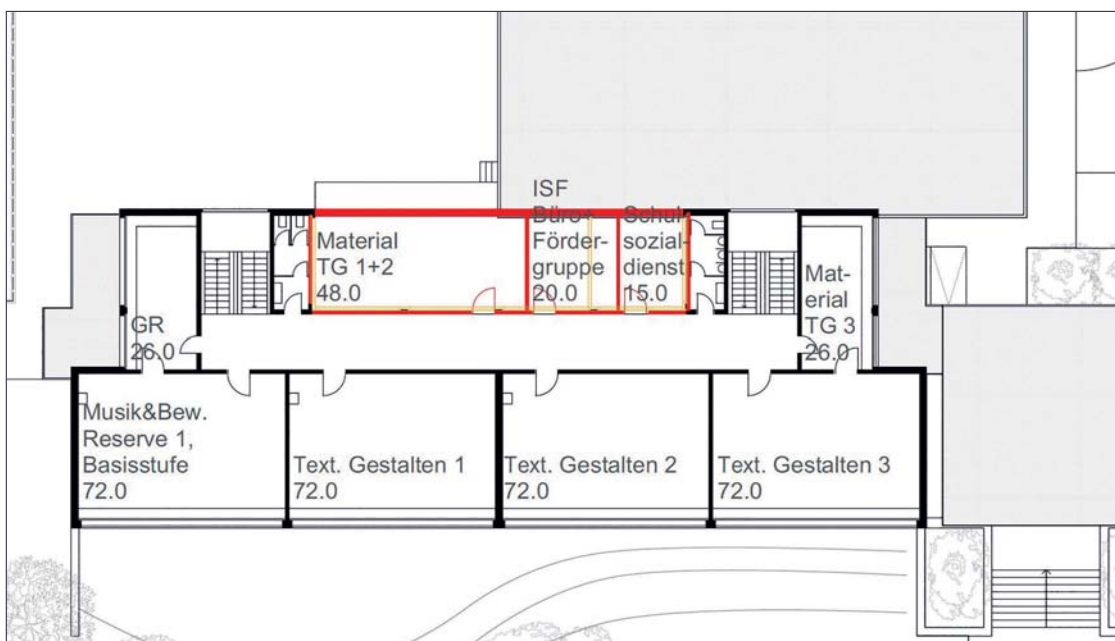 ISF
Büro+
Förder-
gruppe
20.0
Schul-
sozial-
dienst
15.0
Material
TG 1+2
48.0
Mat-
erial
TG 3
26.0
GR
26.0
Musik&Bew.
Reserve 1,
Basisstufe
72.0
Text. Gestalten 1
72.0
Text. Gestalten 2
72.0
Text. Gestalten 3
72.0